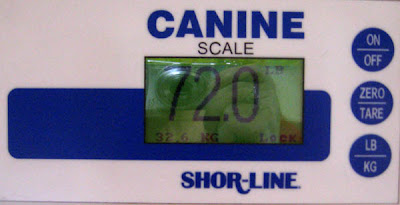 CANINE
SCALE
72.0 LB
32.6 KG Lock
SHOR-LINE
ON
OFF
ZERO
TARE
LB
KG